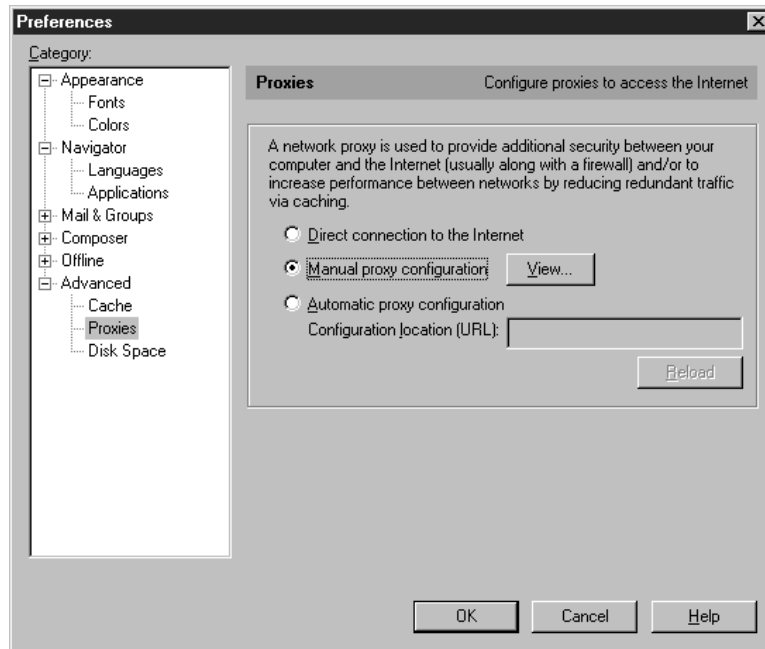 Preferences
Category:
Appearance
Fonts
Colors
Navigator
Languages
Applications
Mail & Groups
Composer
Offline
Advanced
Cache
Proxies
Disk Space
Proxies Configure proxies to access the Internet
A network proxy is used to provide additional security between your
computer and the Internet (usually along with a firewall) and/or to
increase performance between networks by reducing redundant traffic
via caching.
Direct connection to the Internet
Manual proxy configuration View...
Automatic proxy configuration
Configuration location (URL):
Reload
OK Cancel Help